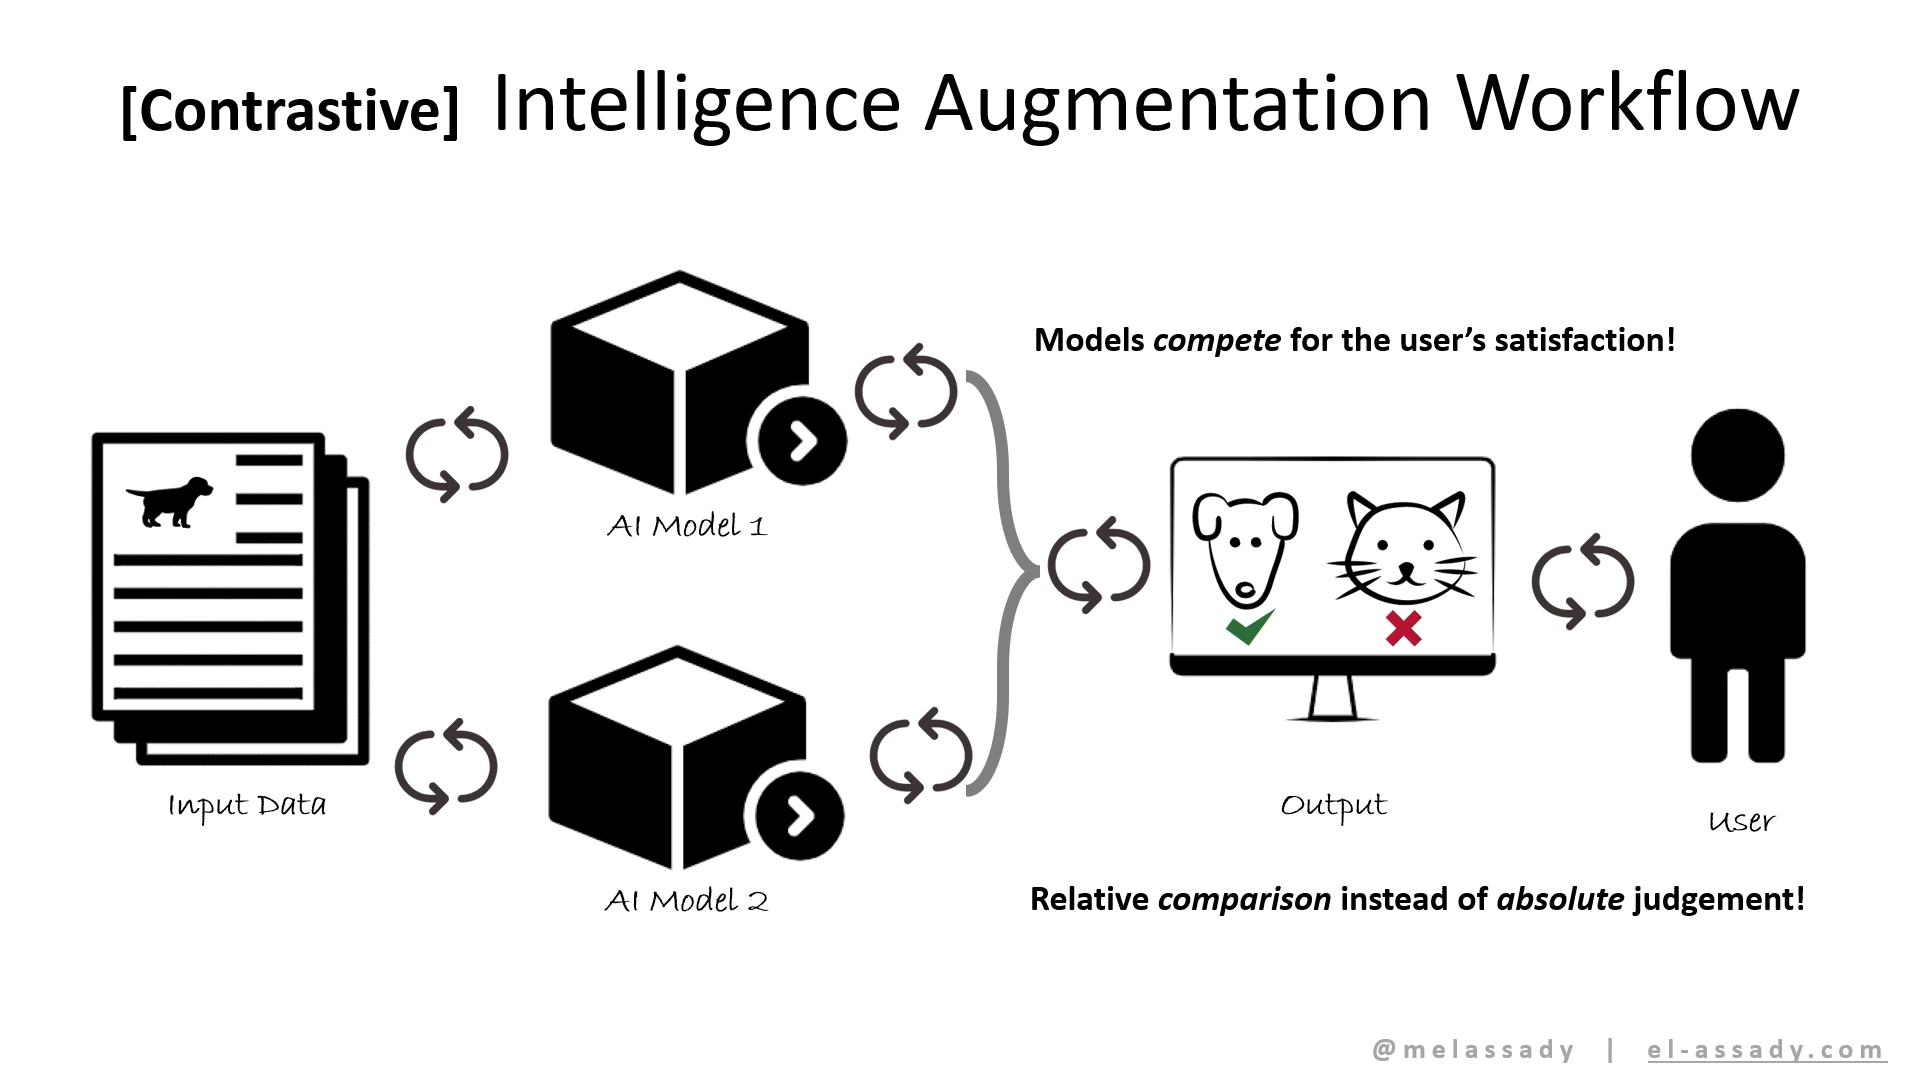 [Contrastive] Intelligence Augmentation Workflow
Models compete for the user’s satisfaction!
AI Model 1
Input Data
AI Model 2
Output
User
Relative comparison instead of absolute judgement!
@melassady | el-assady.com